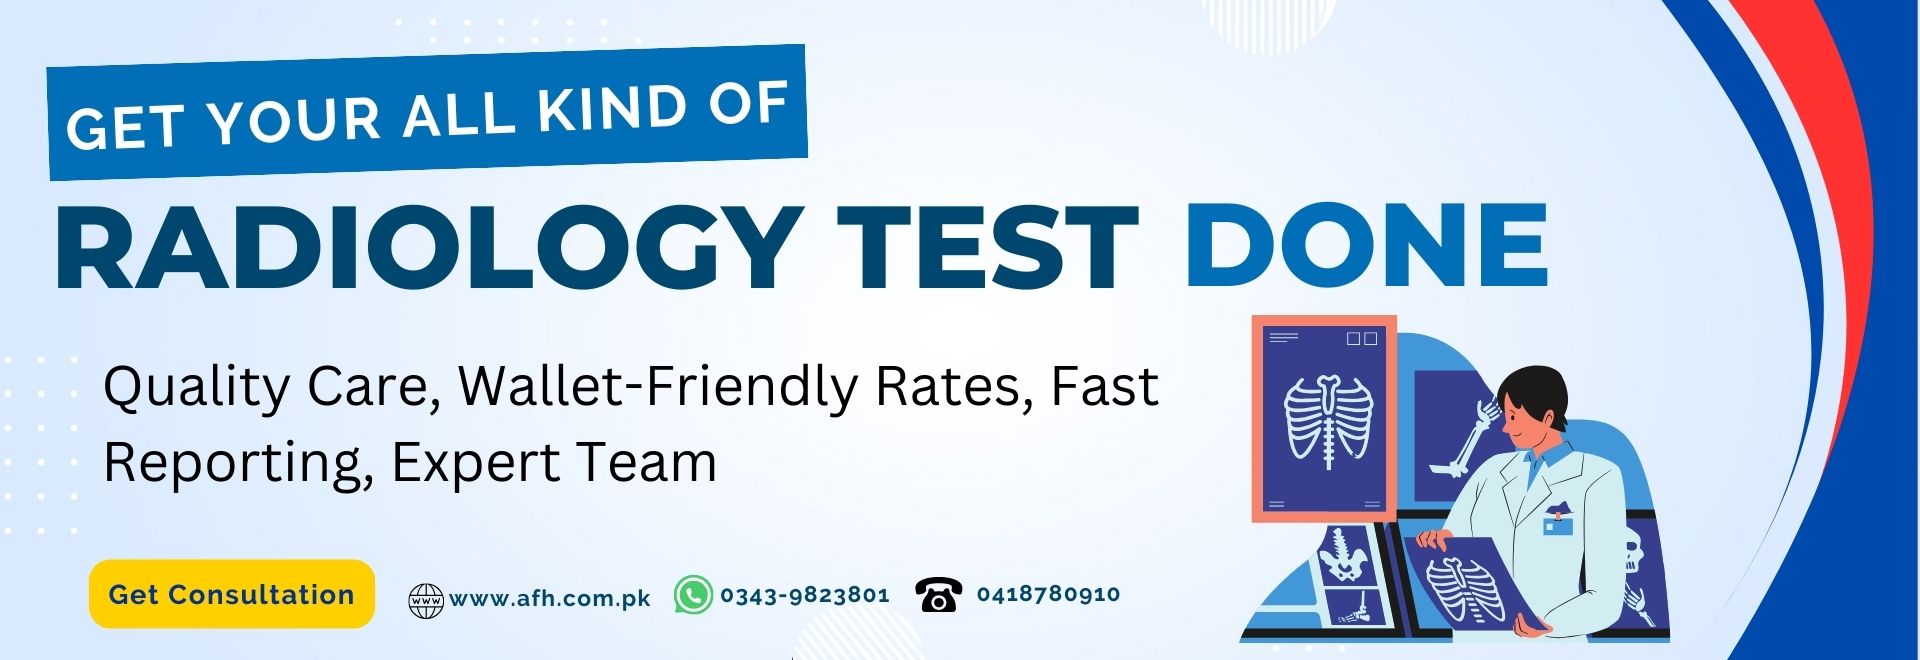 GET YOUR ALL KIND OF
RADIOLOGY TEST DONE
Quality Care, Wallet-Friendly Rates, Fast
Reporting, Expert Team
Get Consultation
www www.afh.com.pk 0343-9823801 0418780910